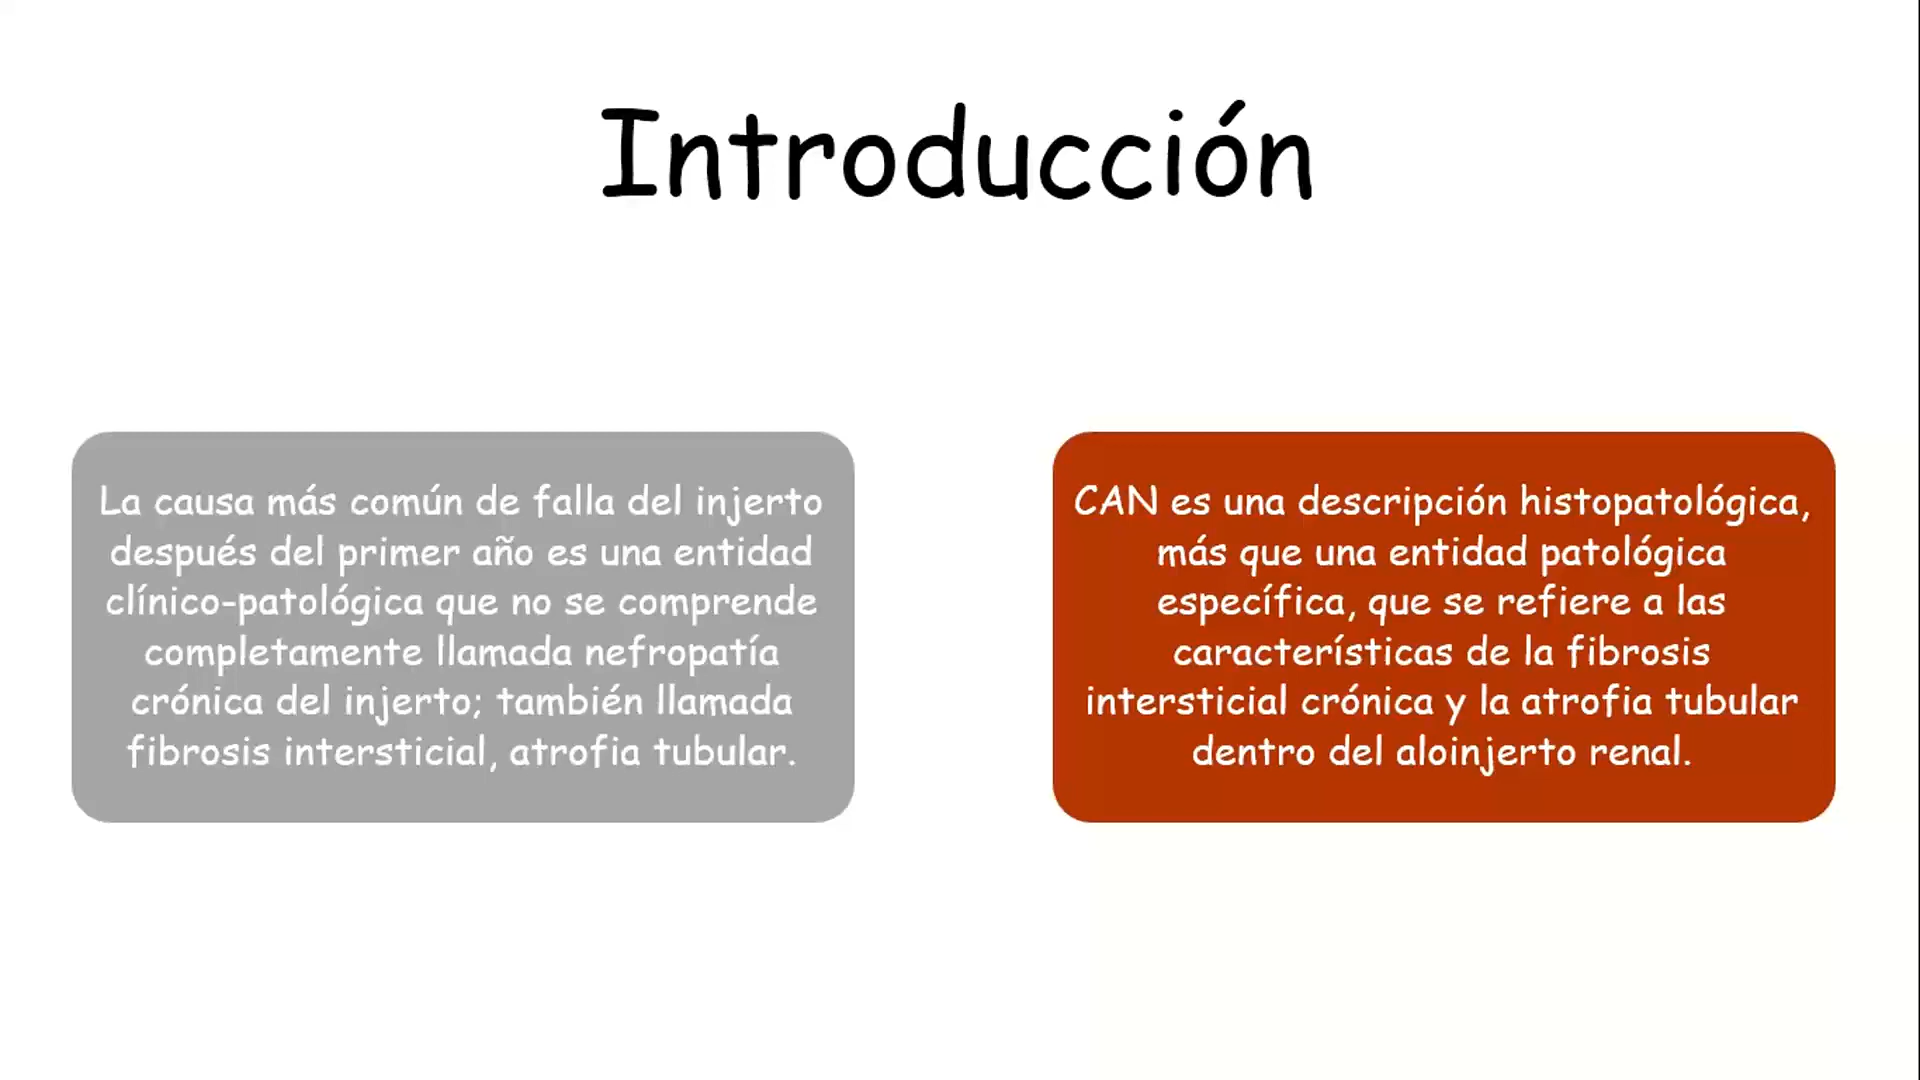 Introducción
La causa más común de falla del injerto
después del primer año es una entidad
clínico-patológica que no se comprende
completamente llamada nefropatía
crónica del injerto; también llamada
fibrosis intersticial, atrofia tubular.
CAN es una descripción histopatológica,
más que una entidad patológica
específica, que se refiere a las
características de la fibrosis
intersticial crónica y la atrofia tubular
dentro del aloinjerto renal.